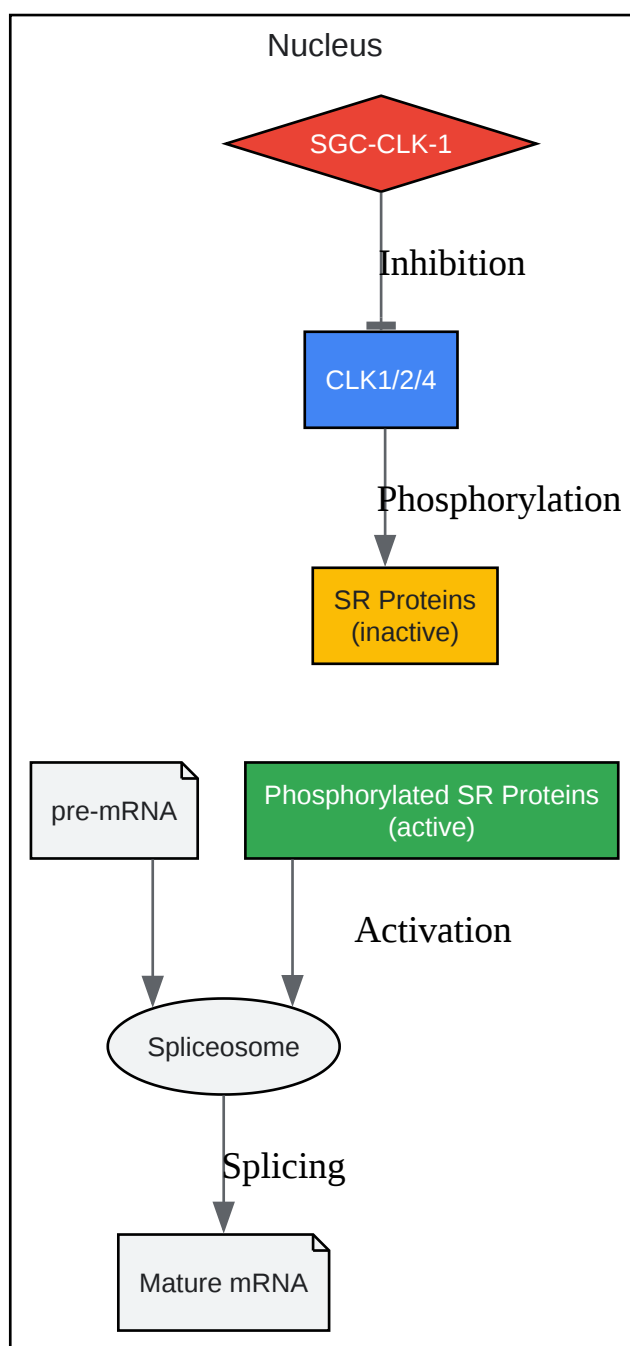 Nucleus
SGC-CLK-1
Inhibition
CLK1/2/4
Phosphorylation
SR Proteins
(inactive)
pre-mRNA
Phosphorylated SR Proteins
(active)
Activation
Spliceosome
Splicing
Mature mRNA